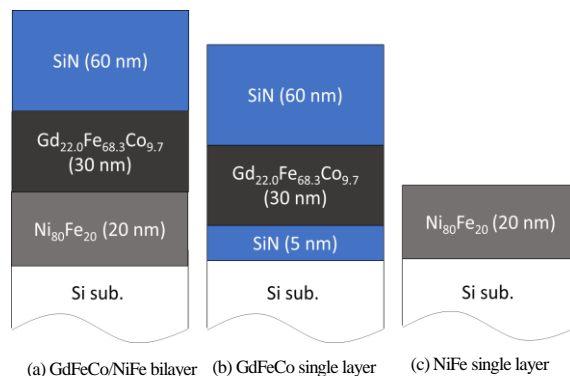 SiN (60 nm)
Gd22.0Fe68.3Co9.7
(30 nm)
Ni80Fe20 (20 nm)
Si sub.
(a) GdFeCo/NiFe bilayer
SiN (60 nm)
Gd22.0Fe68.3Co9.7
(30 nm)
SiN (5 nm)
Si sub.
(b) GdFeCo single layer
Ni80Fe20 (20 nm)
Si sub.
(c) NiFe single layer